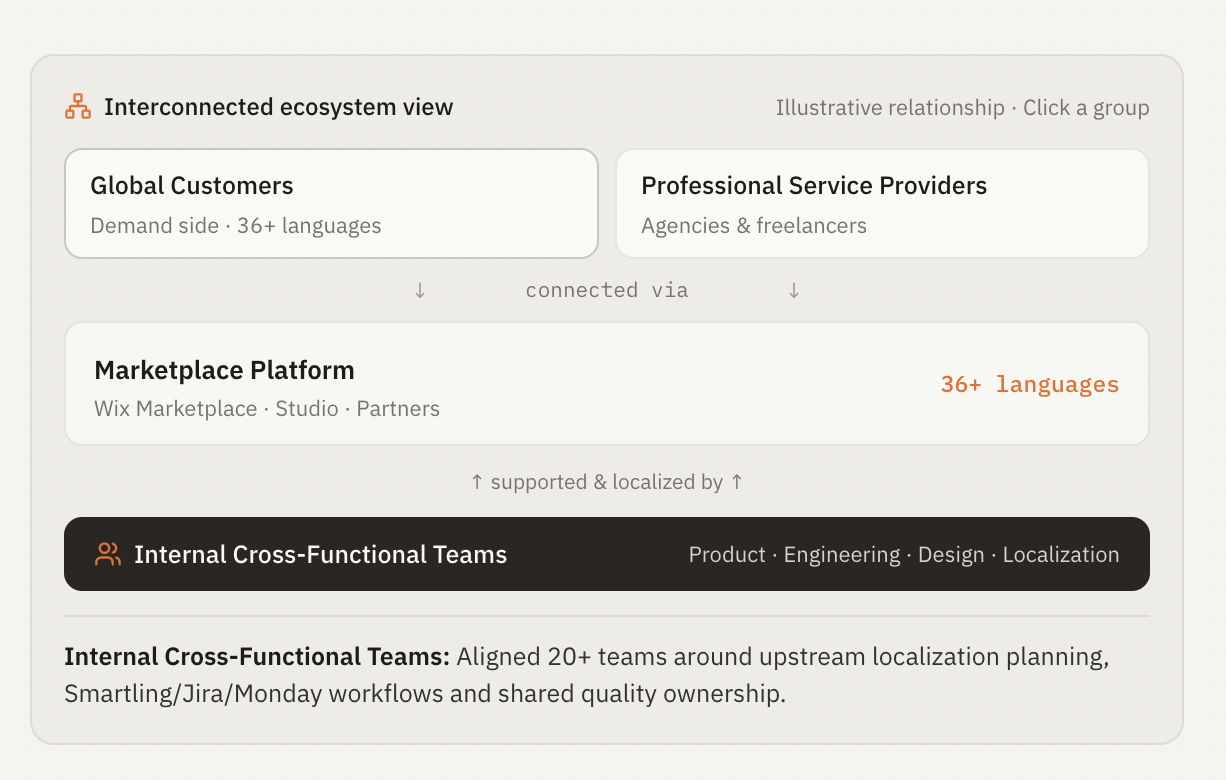 Interconnected ecosystem view
Illustrative relationship · Click a group
Global Customers
Demand side · 36+ languages
Professional Service Providers
Agencies & freelancers
↓ connected via ↓
Marketplace Platform
Wix Marketplace · Studio · Partners
36+ languages
↑ supported & localized by ↑
Internal Cross-Functional Teams
Product · Engineering · Design · Localization
Internal Cross-Functional Teams: Aligned 20+ teams around upstream localization planning,
Smartling/Jira/Monday workflows and shared quality ownership.